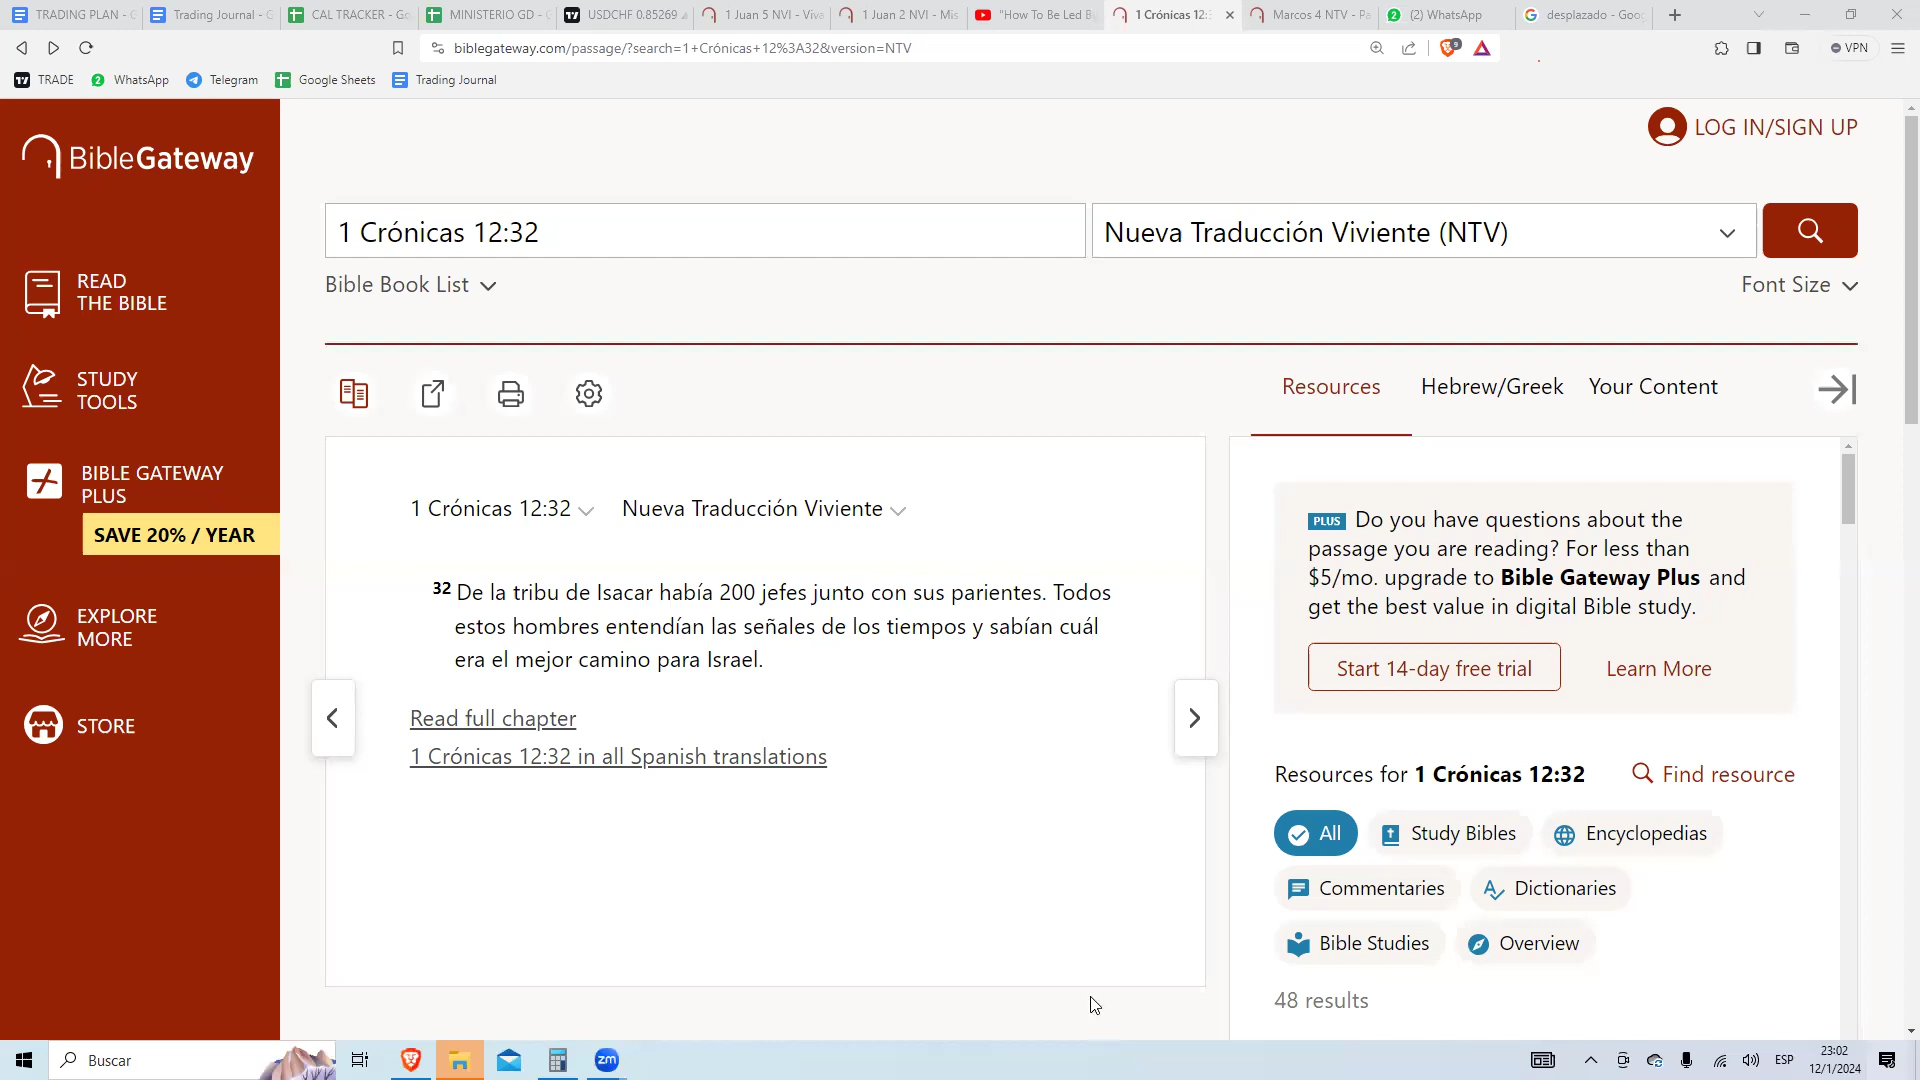 TRADING PLAN - G
Trading Journal - G
CAL TRACKER - Go
MINISTERIO GD - G
USDCHF 0.85269
1 Juan 5 NVI - Viva
1 Juan 2 NVI - Mis
"How To Be Led By
1 Crónicas 12:3
Marcos 4 NTV - Pa
(2) WhatsApp
desplazado - Goog
biblegateway.com/passage/?search=1+Crónicas+12%3A32&version=NTV
9
VPN
TRADE
WhatsApp
Telegram
Google Sheets
Trading Journal
BibleGateway
LOG IN/SIGN UP
1 Crónicas 12:32
Nueva Traducción Viviente (NTV)
Bible Book List
Font Size
READ
THE BIBLE
STUDY
TOOLS
BIBLE GATEWAY
PLUS
SAVE 20% / YEAR
EXPLORE
MORE
STORE
Resources
Hebrew/Greek
Your Content
1 Crónicas 12:32
Nueva Traducción Viviente
32 De la tribu de Isacar había 200 jefes junto con sus parientes. Todos
estos hombres entendían las señales de los tiempos y sabían cuál
era el mejor camino para Israel.
Read full chapter
1 Crónicas 12:32 in all Spanish translations
PLUS Do you have questions about the
passage you are reading? For less than
$5/mo. upgrade to Bible Gateway Plus and
get the best value in digital Bible study.
Start 14-day free trial
Learn More
Resources for 1 Crónicas 12:32
Find resource
All
Study Bibles
Encyclopedias
Commentaries
Dictionaries
Bible Studies
Overview
48 results
Buscar
zm
ESP
23:02
12/1/2024